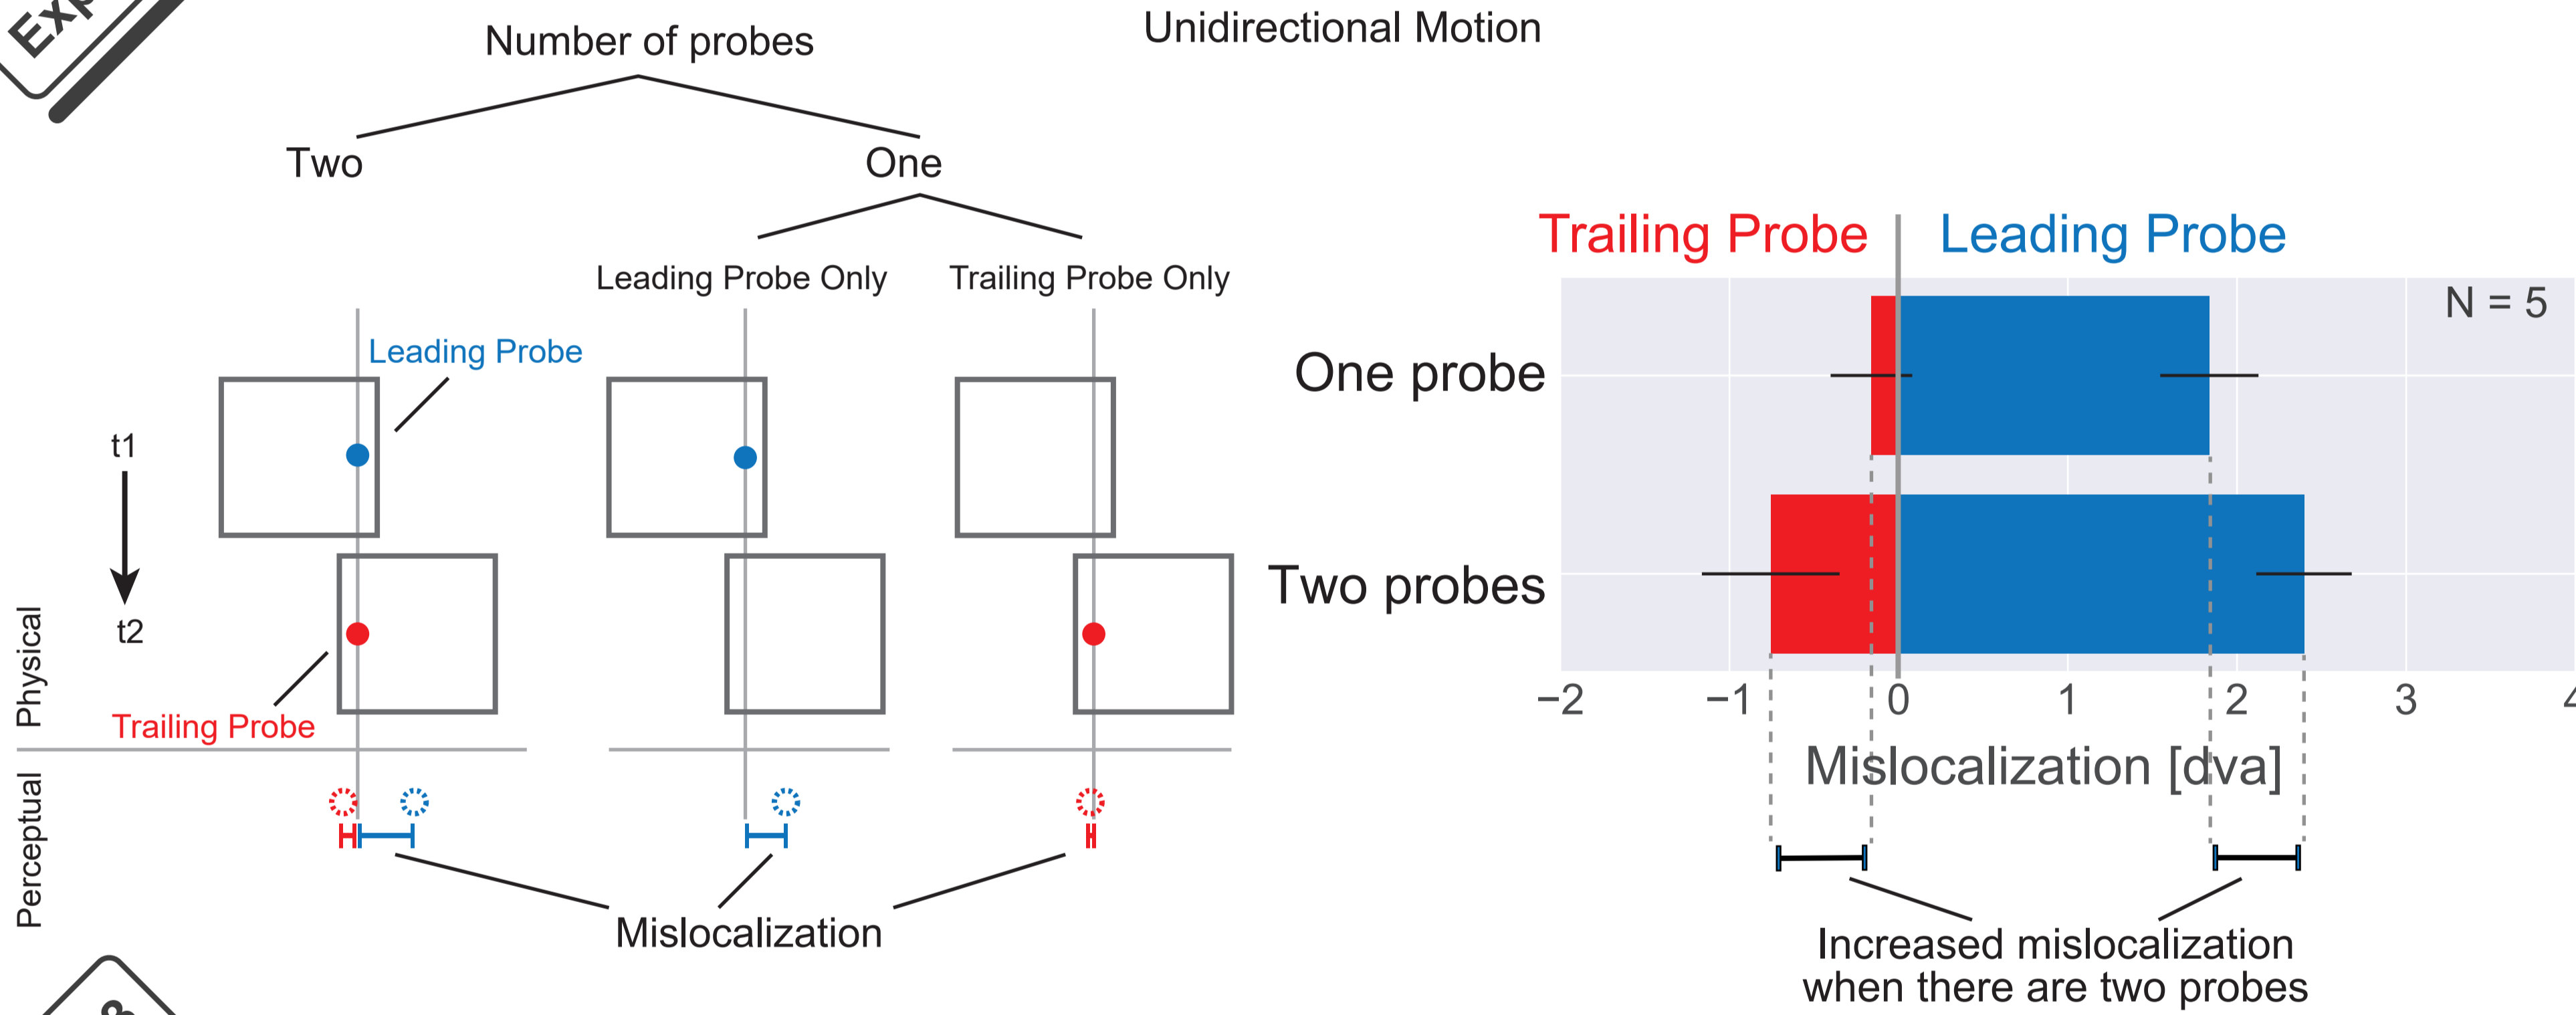 Exp
Unidirectional Motion
Number of probes
Two
One
Leading Probe Only
Trailing Probe Only
Leading Probe
t1
t2
Trailing Probe
Physical
Perceptual
Mislocalization
Trailing Probe
Leading Probe
N = 5
One probe
Two probes
−2 −1 0 1 2 3 4
Mislocalization [dva]
Increased mislocalization
when there are two probes